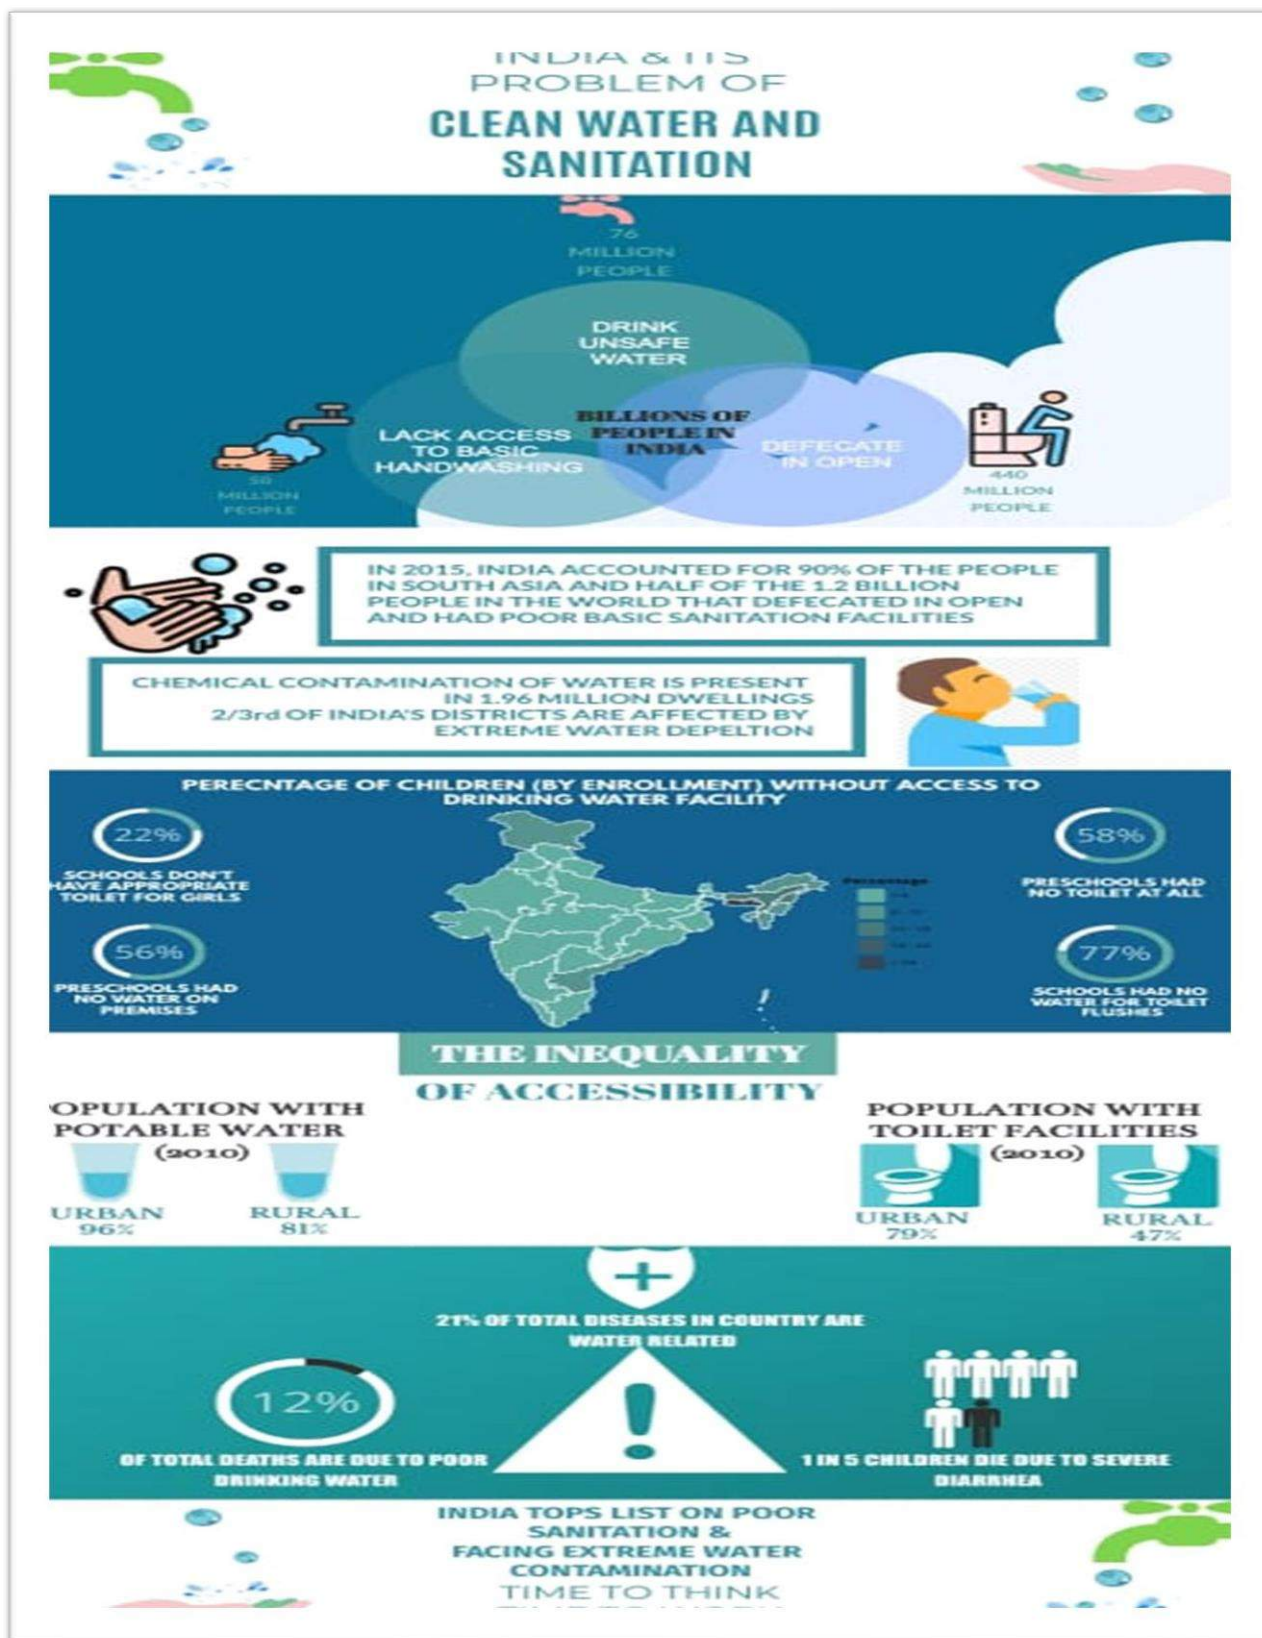 INDIA & ITS
PROBLEM OF
CLEAN WATER AND
SANITATION
76
MILLION
PEOPLE
DRINK
UNSAFE
WATER
BILLIONS OF
PEOPLE IN
INDIA
LACK ACCESS
TO BASIC
HANDWASHING
50
MILLION
PEOPLE
DEFECATE
IN OPEN
440
MILLION
PEOPLE
IN 2015, INDIA ACCOUNTED FOR 90% OF THE PEOPLE
IN SOUTH ASIA AND HALF OF THE 1.2 BILLION
PEOPLE IN THE WORLD THAT DEFECATED IN OPEN
AND HAD POOR BASIC SANITATION FACILITIES
CHEMICAL CONTAMINATION OF WATER IS PRESENT
IN 1.96 MILLION DWELLINGS
2/3rd OF INDIA'S DISTRICTS ARE AFFECTED BY
EXTREME WATER DEPELTION
PERECNTAGE OF CHILDREN (BY ENROLLMENT) WITHOUT ACCESS TO
DRINKING WATER FACILITY
22%
SCHOOLS DON'T
HAVE APPROPRIATE
TOILET FOR GIRLS
56%
PRESCHOOLS HAD
NO WATER ON
PREMISES
Percentage
58%
PRESCHOOLS HAD
NO TOILET AT ALL
77%
SCHOOLS HAD NO
WATER FOR TOILET
FLUSHES
THE INEQUALITY
OF ACCESSIBILITY
OPULATION WITH
POTABLE WATER
(2010)
URBAN
96%
RURAL
81%
POPULATION WITH
TOILET FACILITIES
(2010)
URBAN
79%
RURAL
47%
21% OF TOTAL DISEASES IN COUNTRY ARE
WATER RELATED
12%
OF TOTAL DEATHS ARE DUE TO POOR
DRINKING WATER
1 IN 5 CHILDREN DIE DUE TO SEVERE
DIARRHEA
INDIA TOPS LIST ON POOR
SANITATION &
FACING EXTREME WATER
CONTAMINATION
TIME TO THINK